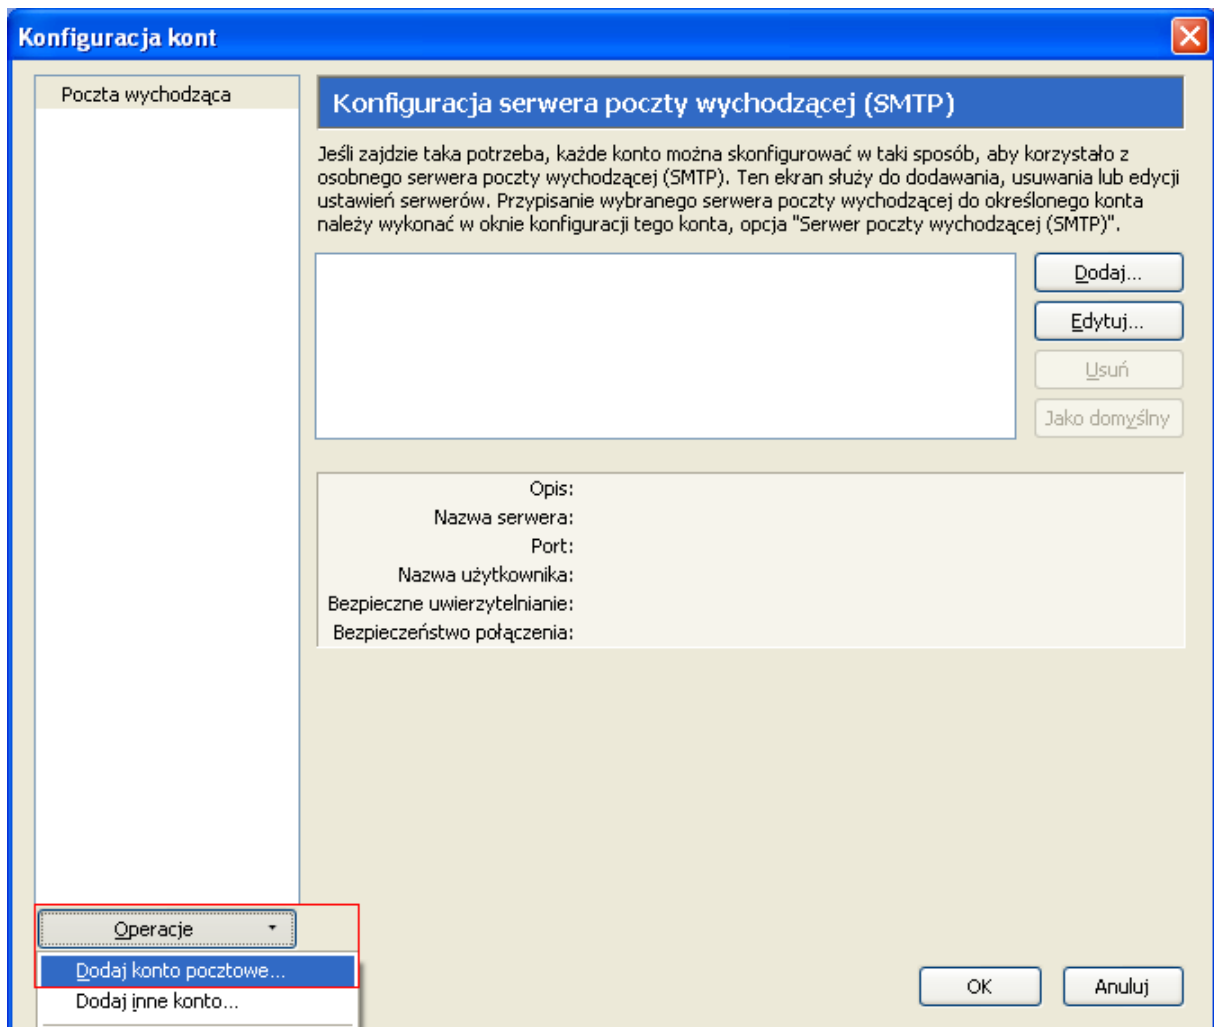 Konfiguracja kont
Poczta wychodząca
Konfiguracja serwera poczty wychodzącej (SMTP)
Jeśli zajdzie taka potrzeba, każde konto można skonfigurować w taki sposób, aby korzystało z
osobnego serwera poczty wychodzącej (SMTP). Ten ekran służy do dodawania, usuwania lub edycji
ustawień serwerów. Przypisanie wybranego serwera poczty wychodzącej do określonego konta
należy wykonać w oknie konfiguracji tego konta, opcja "Serwer poczty wychodzącej (SMTP)".
Dodaj...
Edytuj...
Usuń
Jako domyślny
Opis:
Nazwa serwera:
Port:
Nazwa użytkownika:
Bezpieczne uwierzytelnianie:
Bezpieczeństwo połączenia:
Operacje
Dodaj konto pocztowe...
Dodaj inne konto...
OK
Anuluj